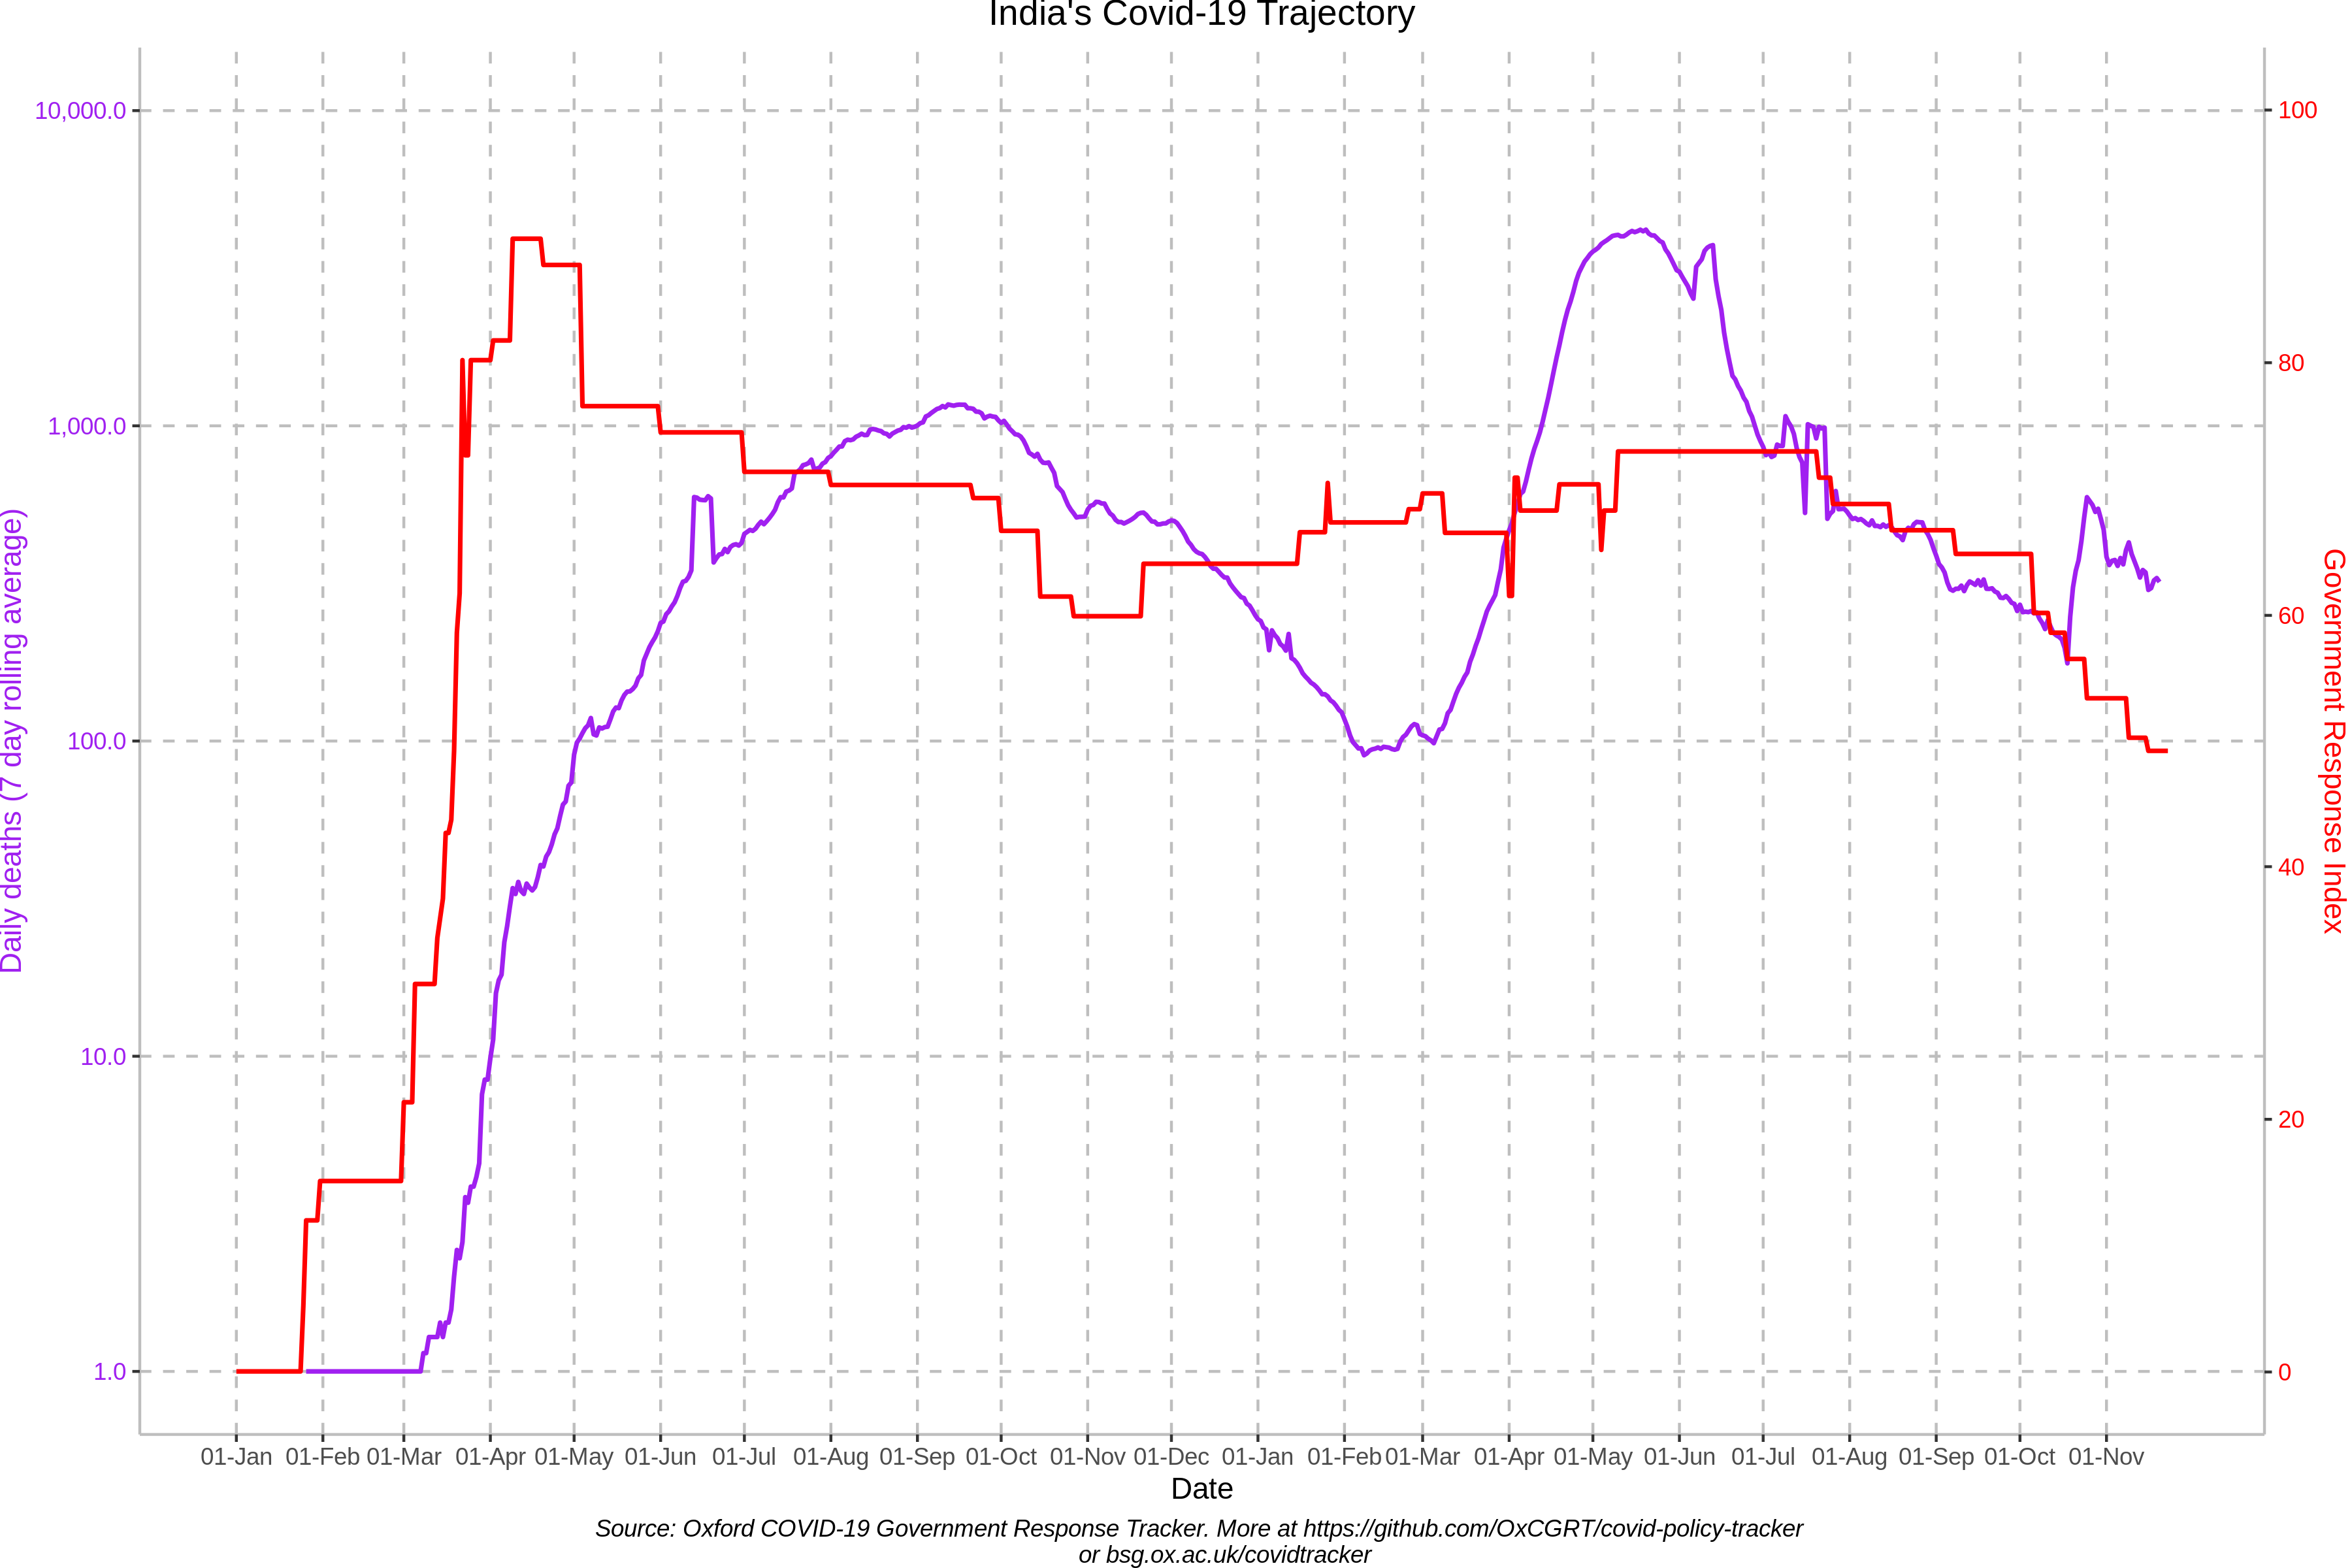 India's Covid-19 Trajectory
10,000.0
1,000.0
100.0
10.0
1.0
Daily deaths (7 day rolling average)
100
80
60
40
20
0
Government Response Index
01-Jan 01-Feb 01-Mar 01-Apr 01-May 01-Jun 01-Jul 01-Aug 01-Sep 01-Oct 01-Nov 01-Dec 01-Jan 01-Feb 01-Mar 01-Apr 01-May 01-Jun 01-Jul 01-Aug 01-Sep 01-Oct 01-Nov
Date
Source: Oxford COVID-19 Government Response Tracker. More at https://github.com/OxCGRT/covid-policy-tracker
or bsg.ox.ac.uk/covidtracker